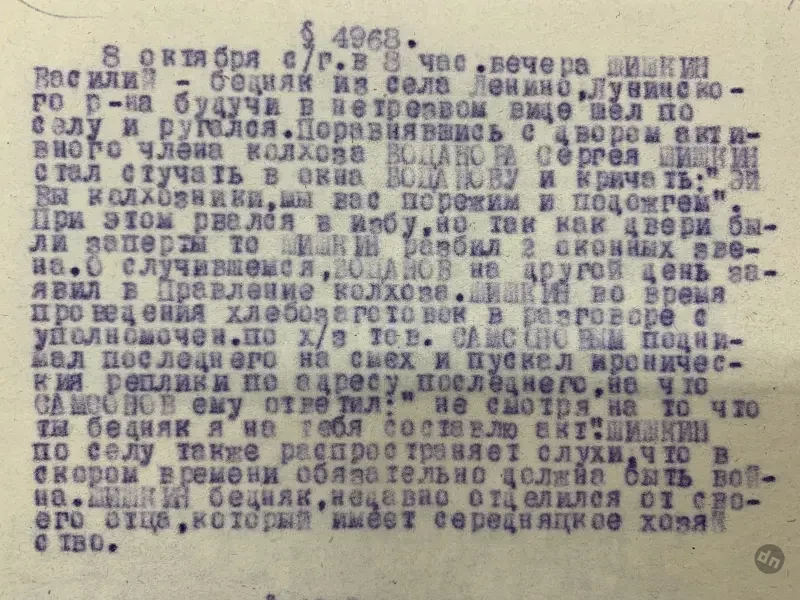 § 4968.
8 октября с/г.в 8 час.вечера ШИШКИН
Василий - бедняк из села Ленино,Лунинско-
го р-на будучи в нетрезвом виде шел по
селу и ругался.Поравнявшись с двором акти-
вного члена колхоза ВОДАНОВА Сергея ШИШКИН
стал стучать в окна ВОДАНОВУ и кричать:" ЭЙ
вы колхозники,мы вас порежим и подожгем".
При этом рвался в избу,но так как двери бы-
ли заперты то ШИШКИН разбил 2 оконных зве-
на.О случившемся,ВОДАНОВ на другой день за-
явил в Правление колхоза.ШИШКИН во время
проведения хлебозаготовок в разговоре с
уполномочен.по х/з тов. САМСОНОВЫМ подни-
мал последнего на смех и пускал ироничес-
кия реплики по адресу последнего,на что
САМСОНОВ ему ответил:" не смотря на то что
ты бедняк я на тебя составлю акт".ШИШКИН
по селу также распространяет слухи,что в
скором времени обязательно должна быть вой-
на.ШИШКИН бедняк,недавно отделился от сво-
его отца,который имеет середняцкое хозяй
ство.
dn